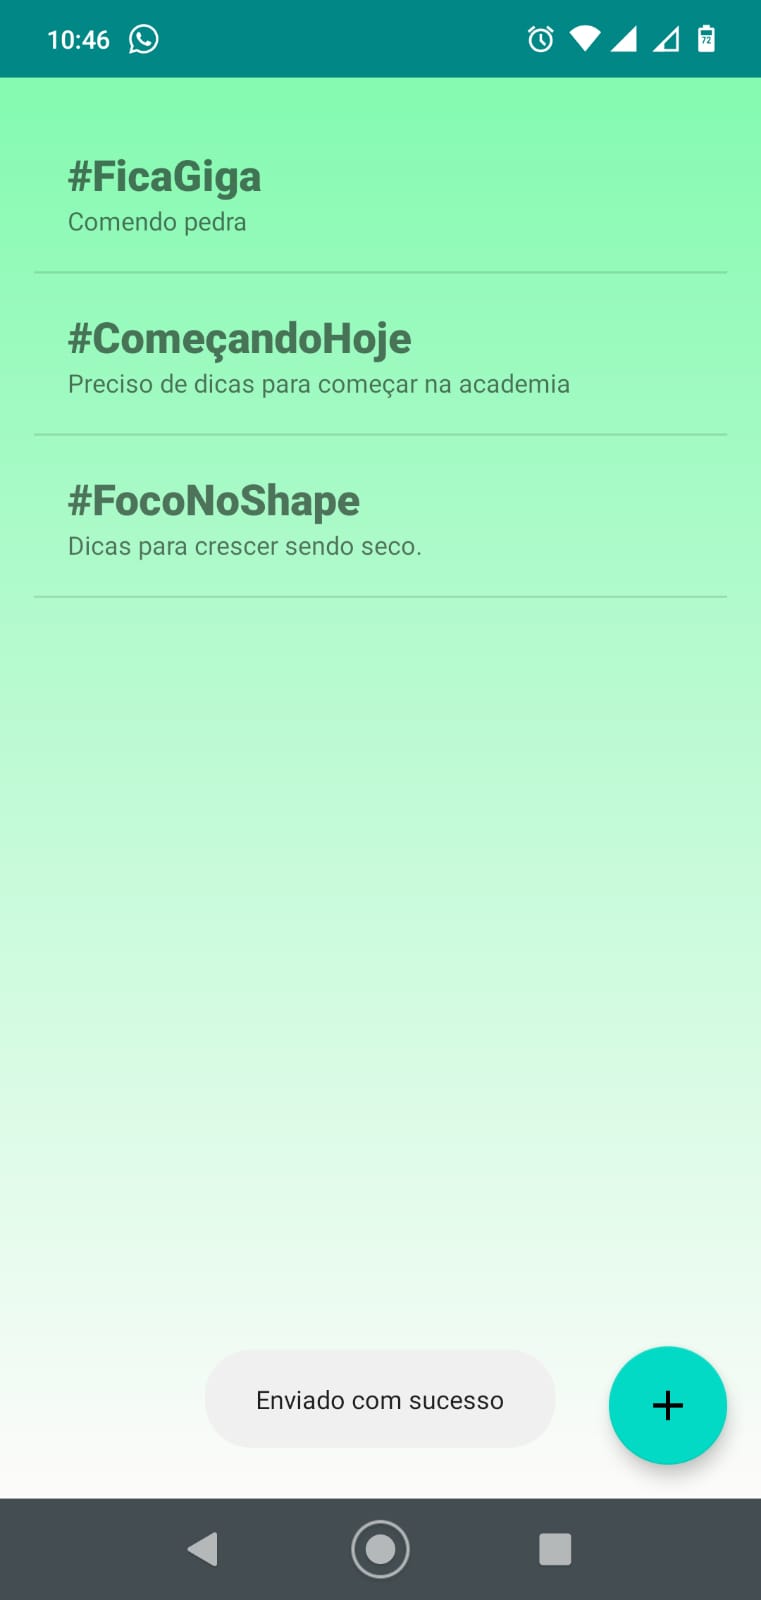 10:46
72
#FicaGiga
Comendo pedra
#ComeçandoHoje
Preciso de dicas para começar na academia
#FocoNoShape
Dicas para crescer sendo seco.
Enviado com sucesso
+